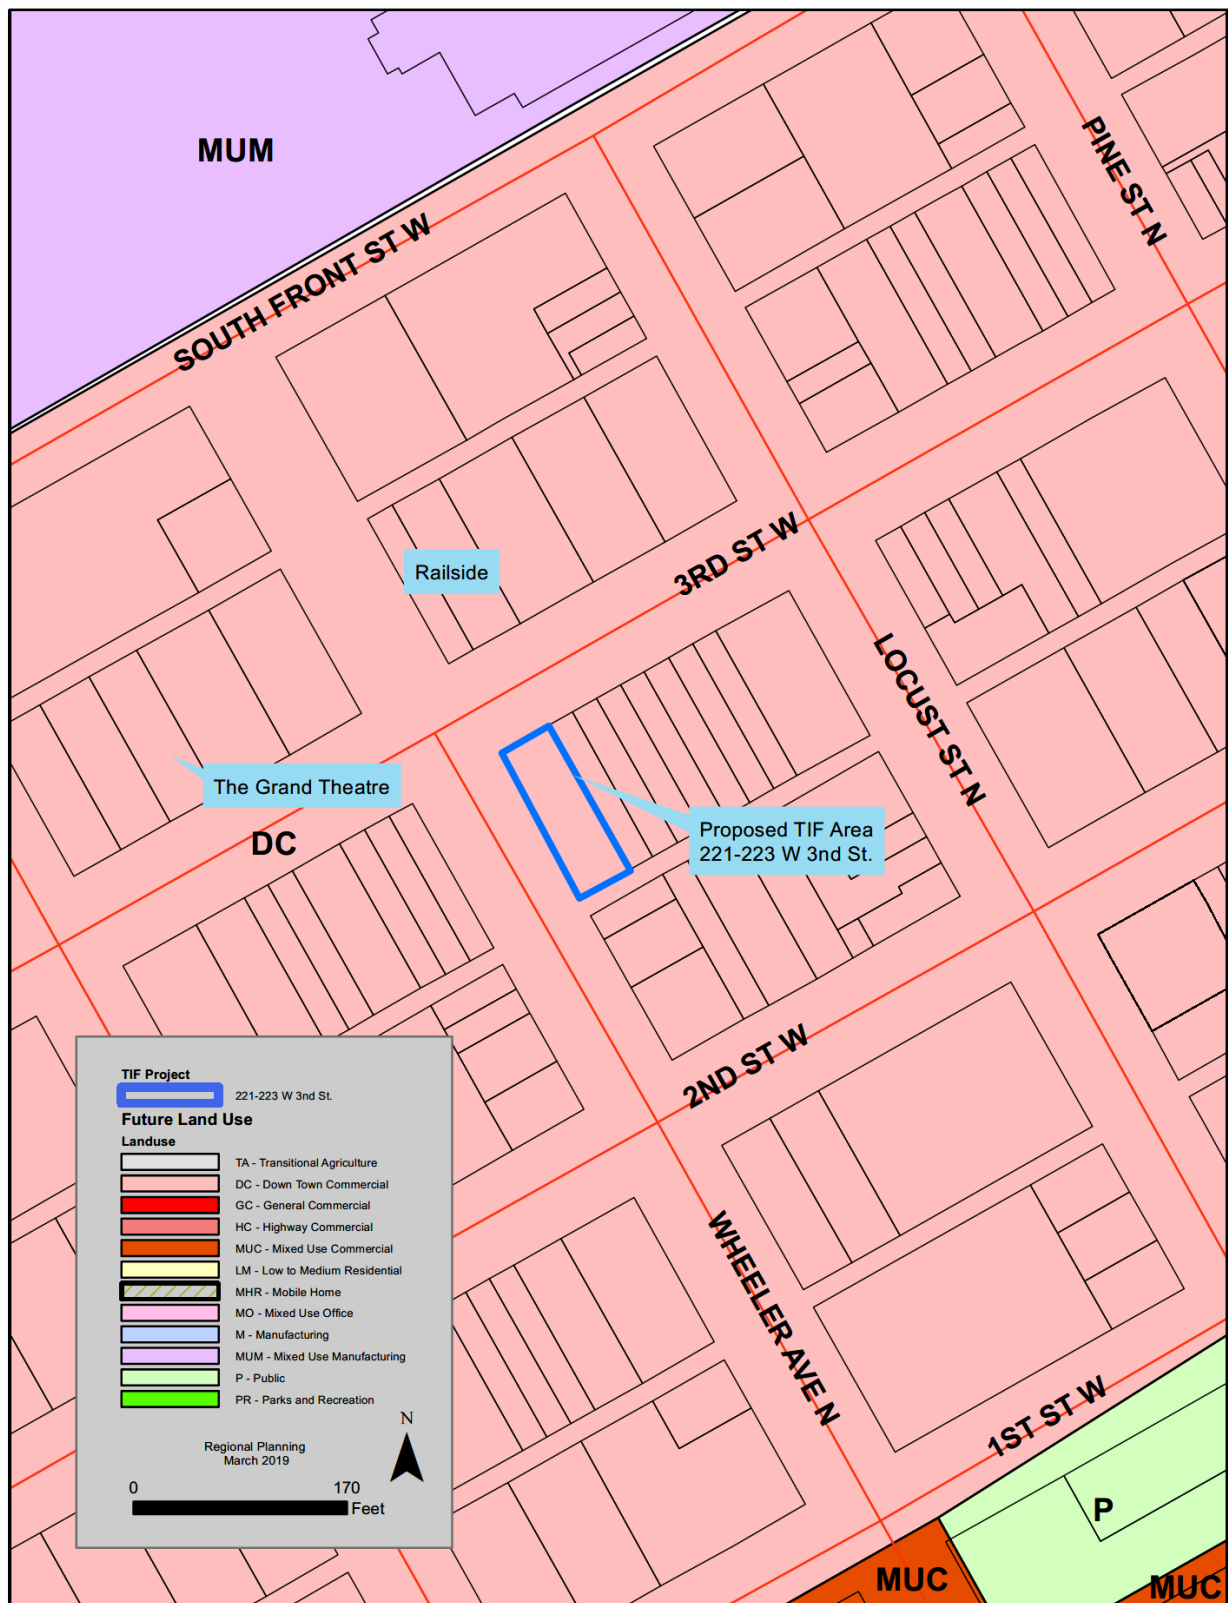 MUM
PINE ST N
SOUTH FRONT ST W
3RD ST W
Railside
LOCUST ST N
The Grand Theatre
DC
Proposed TIF Area
221-223 W 3nd St.
2ND ST W
WHEELER AVE N
1ST ST W
P
MUC
MUC
TIF Project
221-223 W 3nd St.
Future Land Use
Landuse
TA - Transitional Agriculture
DC - Down Town Commercial
GC - General Commercial
HC - Highway Commercial
MUC - Mixed Use Commercial
LM - Low to Medium Residential
MHR - Mobile Home
MO - Mixed Use Office
M - Manufacturing
MUM - Mixed Use Manufacturing
P - Public
PR - Parks and Recreation
N
Regional Planning
March 2019
0 170
Feet